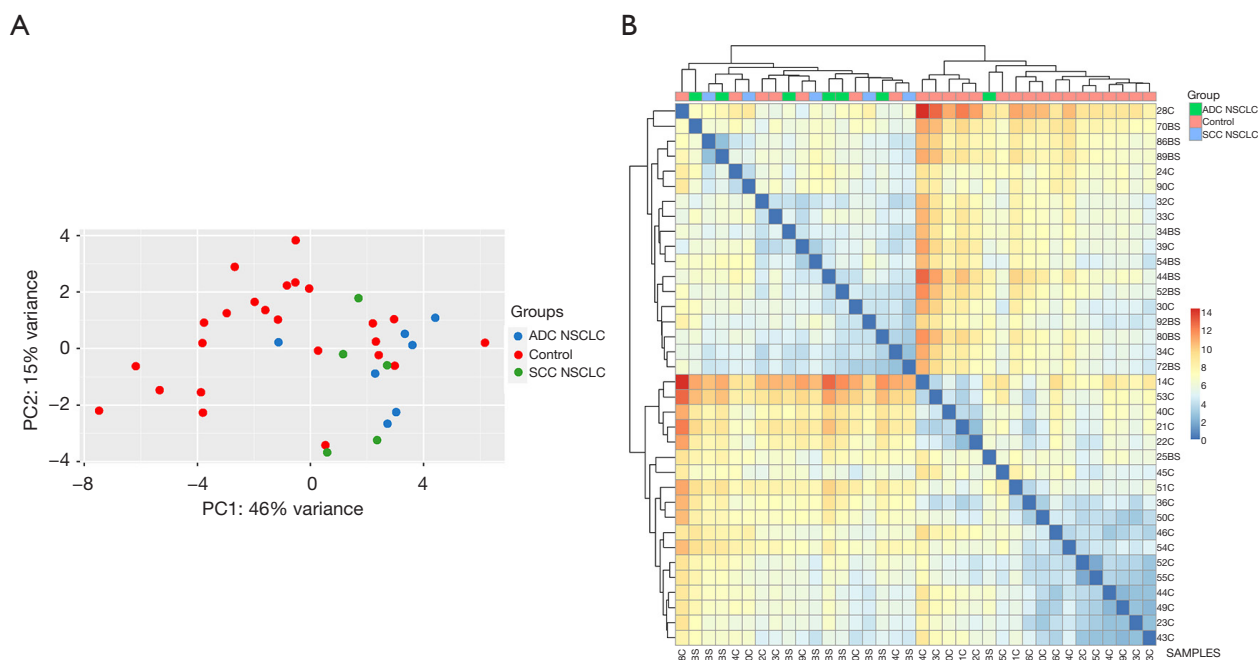 A
B
4
2
0
−2
−4
−8
−4
0
4
PC2: 15% variance
PC1: 46% variance
Groups
ADC NSCLC
Control
SCC NSCLC
Group
ADC NSCLC
Control
SCC NSCLC
28C
70BS
86BS
89BS
24C
90C
32C
33C
34BS
39C
54BS
44BS
52BS
30C
92BS
80BS
34C
72BS
14C
53C
40C
21C
22C
25BS
45C
51C
36C
50C
46C
54C
52C
55C
44C
49C
23C
43C
14
12
10
8
6
4
2
0
SAMPLES